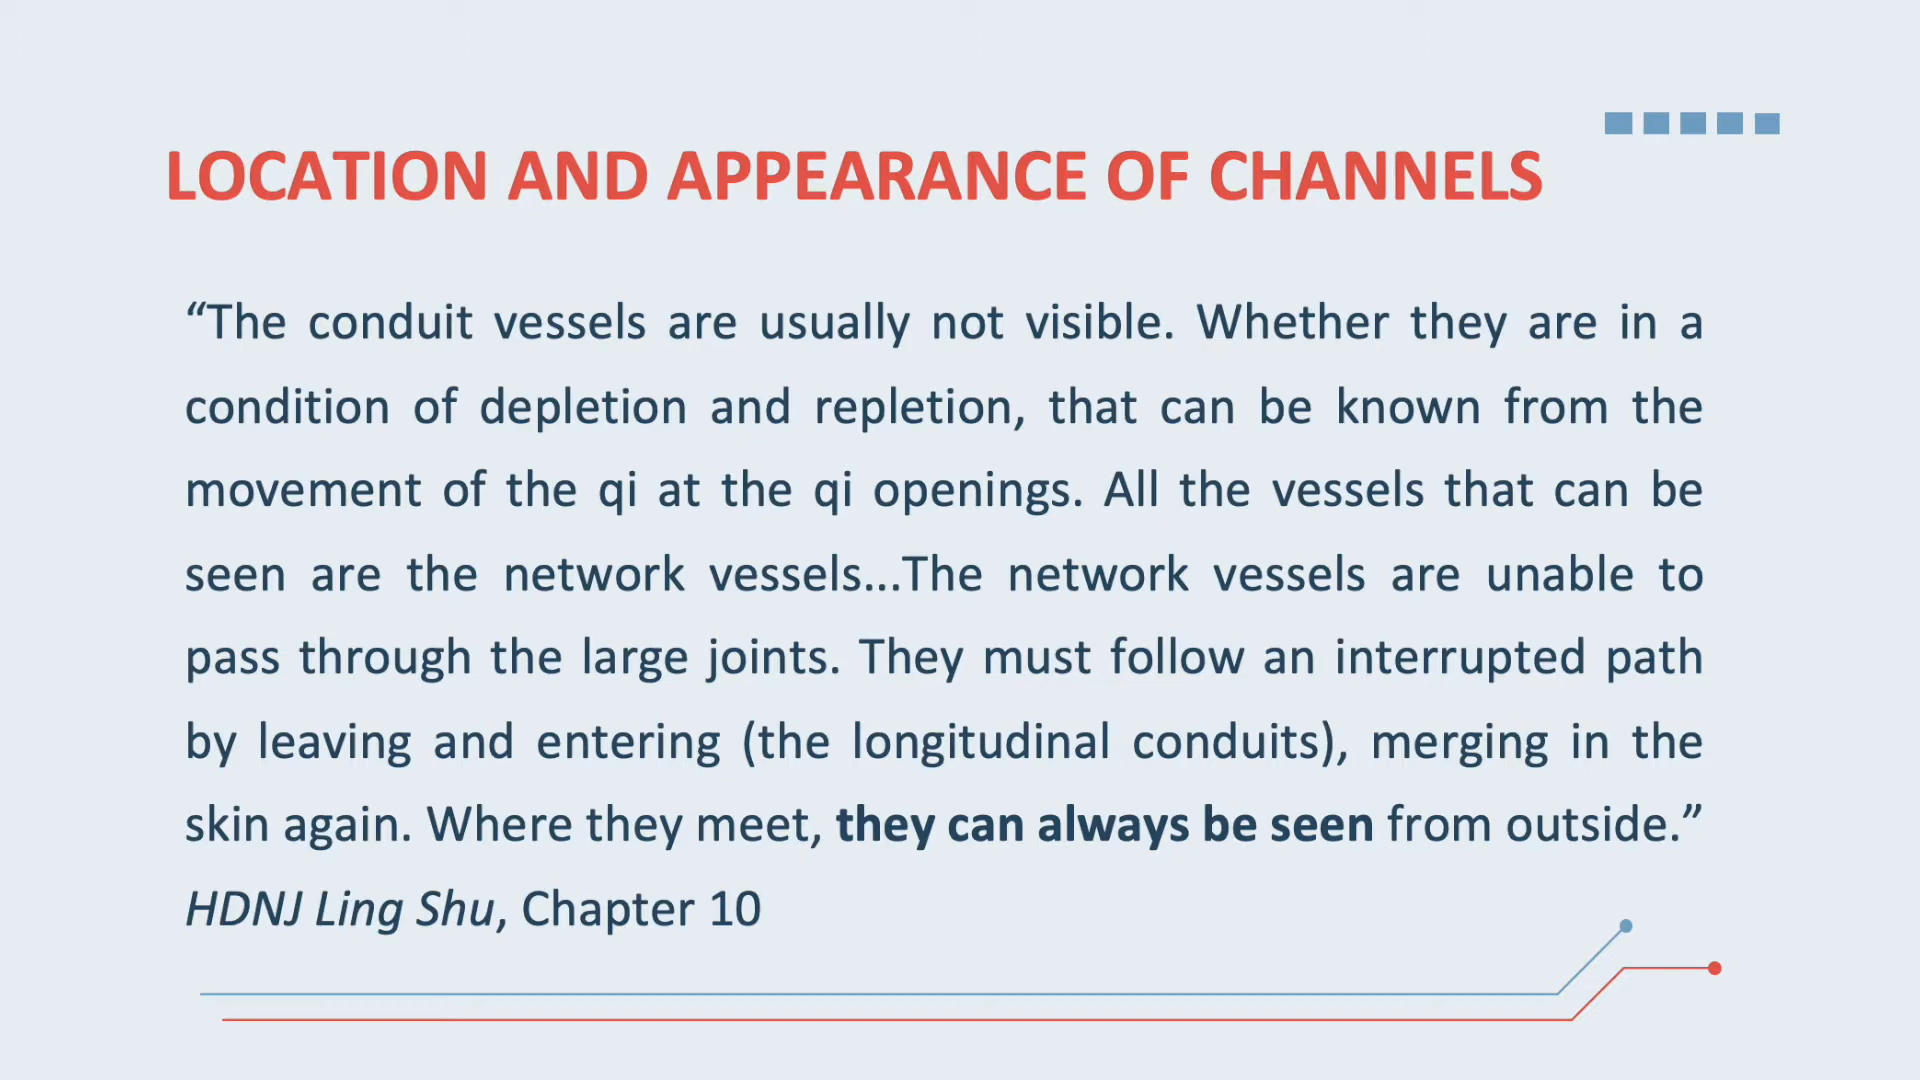 LOCATION AND APPEARANCE OF CHANNELS
“The conduit vessels are usually not visible. Whether they are in a
condition of depletion and repletion, that can be known from the
movement of the qi at the qi openings. All the vessels that can be
seen are the network vessels...The network vessels are unable to
pass through the large joints. They must follow an interrupted path
by leaving and entering (the longitudinal conduits), merging in the
skin again. Where they meet, they can always be seen from outside.”
HDNJ Ling Shu, Chapter 10